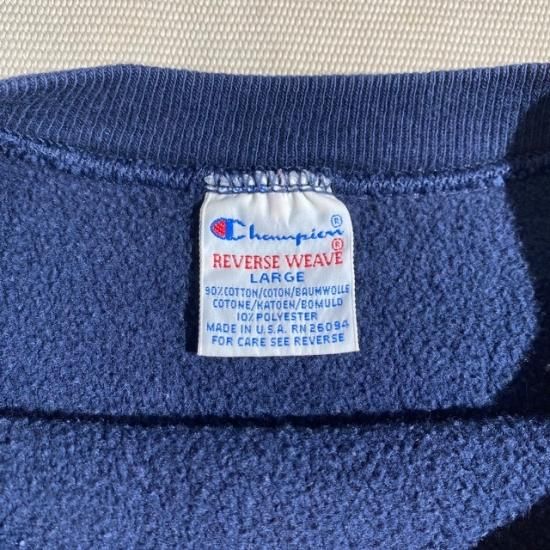 Champion®
REVERSE WEAVE®
LARGE
90% COTTON/COTON/BAUMWOLLE
COTONE/KATOEN/BOMULD
10% POLYESTER
MADE IN U.S.A. RN 26094
FOR CARE SEE REVERSE